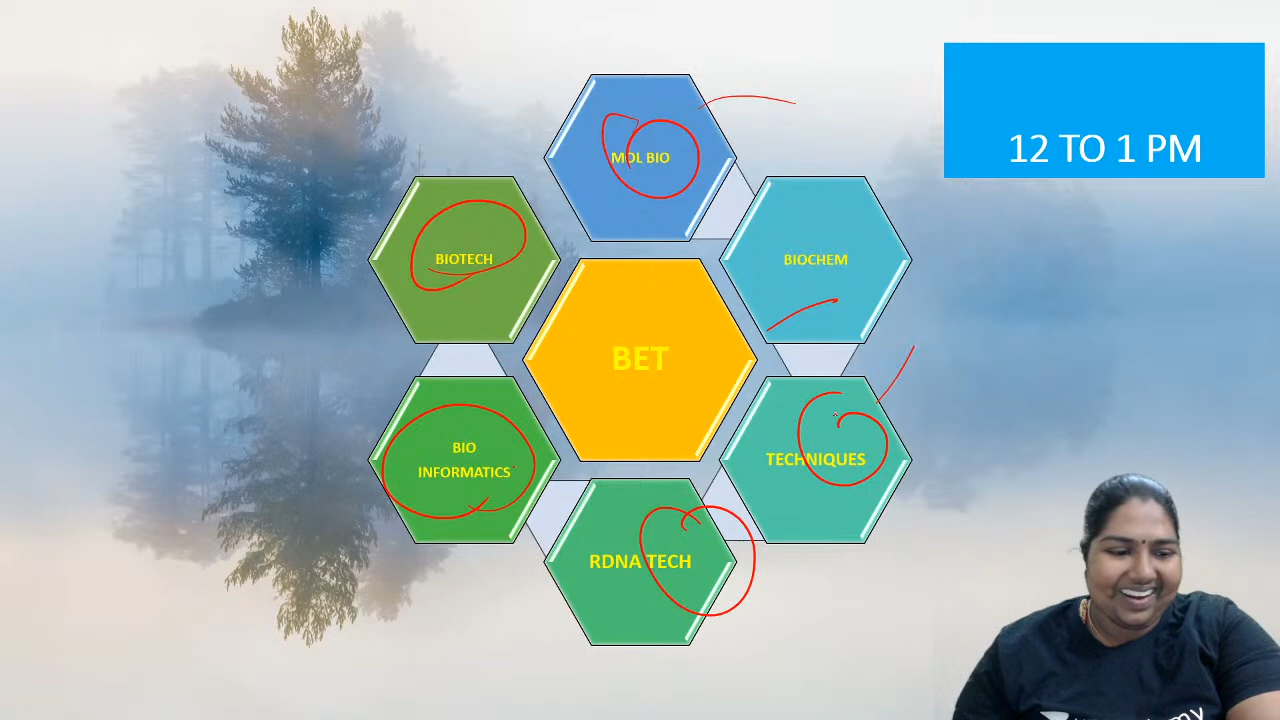 12 TO 1 PM
MOL BIO
BIOTECH
BIOCHEM
BET
BIO
INFORMATICS
TECHNIQUES
RDNA TECH